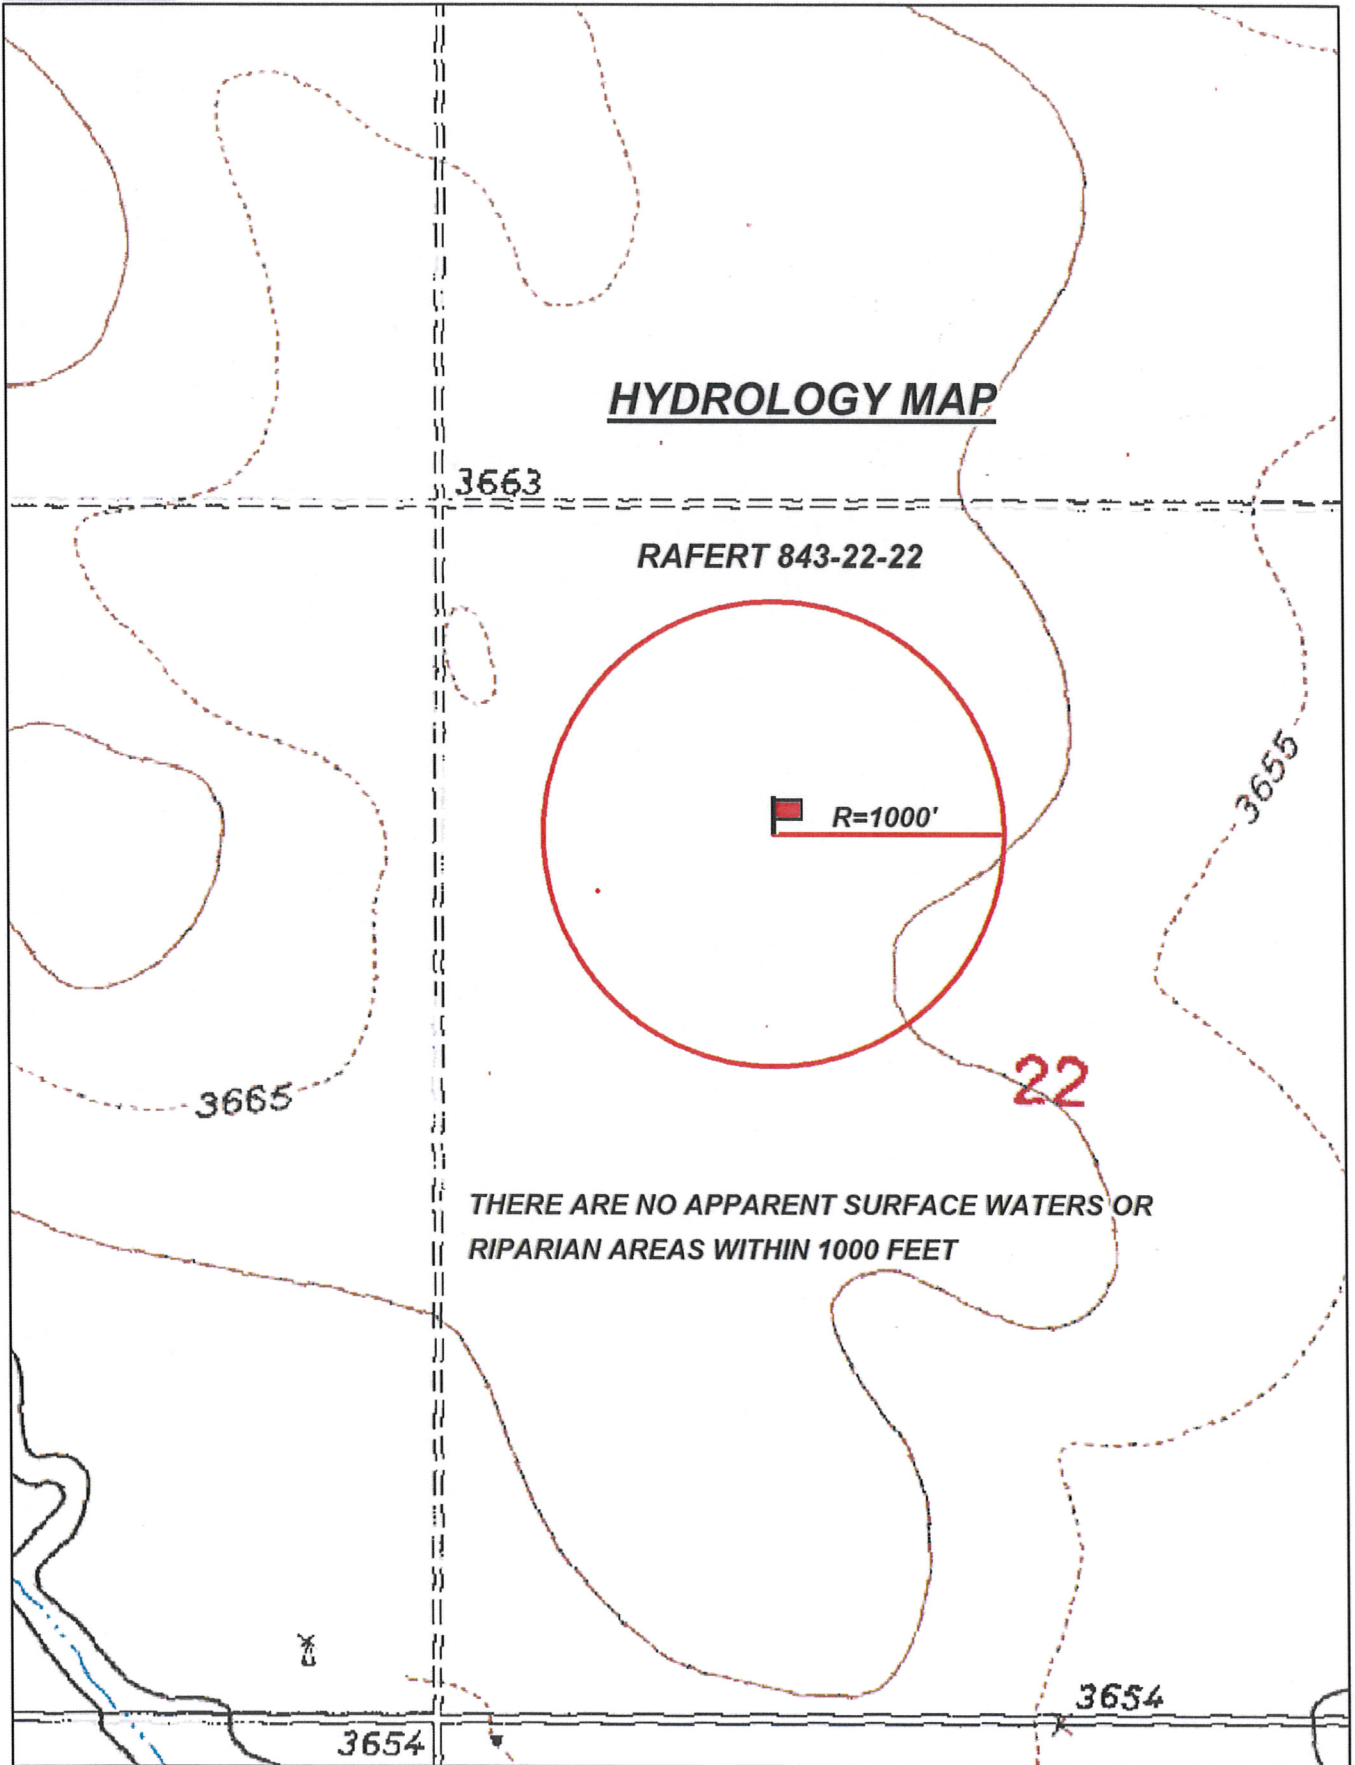 HYDROLOGY MAP
3663
RAFERT 843-22-22
R=1000'
3655
22
3665
THERE ARE NO APPARENT SURFACE WATERS OR
RIPARIAN AREAS WITHIN 1000 FEET
3654
3654